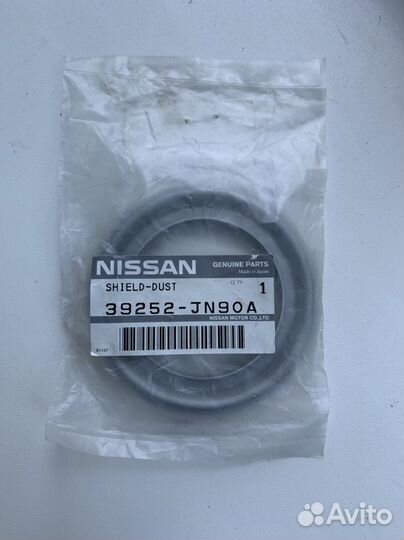 NISSAN
GENUINE PARTS
Made in Japan
SHIELD-DUST
Q'TY
1
39252-JN90A
NISSAN MOTOR CO.,LTD.
Avito